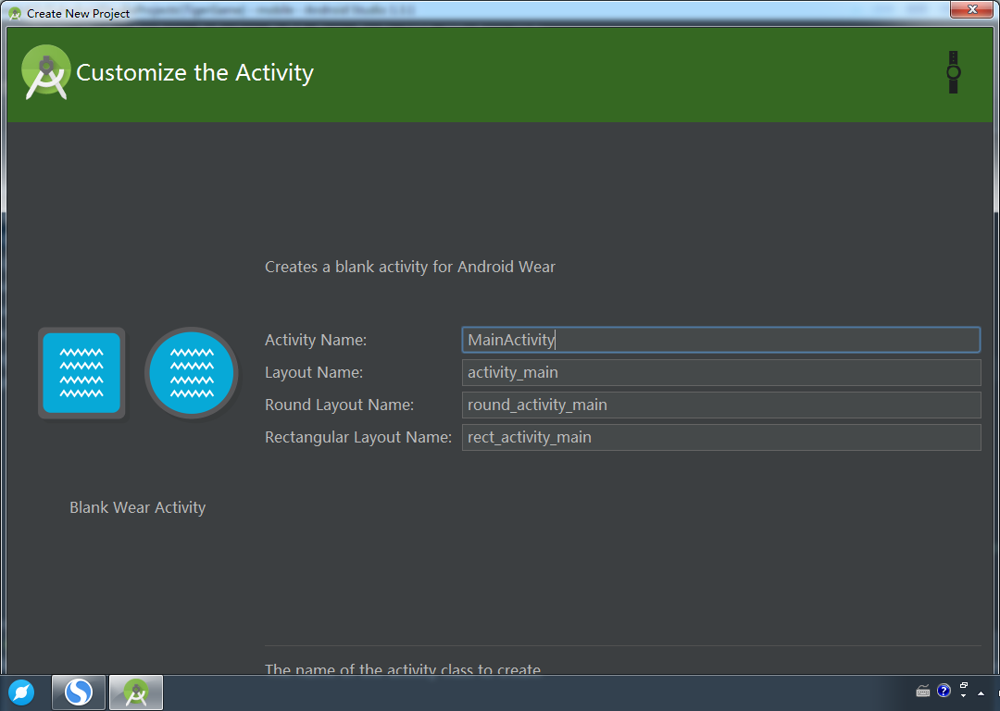 Create New Project
Customize the Activity
Creates a blank activity for Android Wear
Activity Name:
MainActivity
Layout Name:
activity_main
Round Layout Name:
round_activity_main
Rectangular Layout Name:
rect_activity_main
Blank Wear Activity
The name of the activity class to create